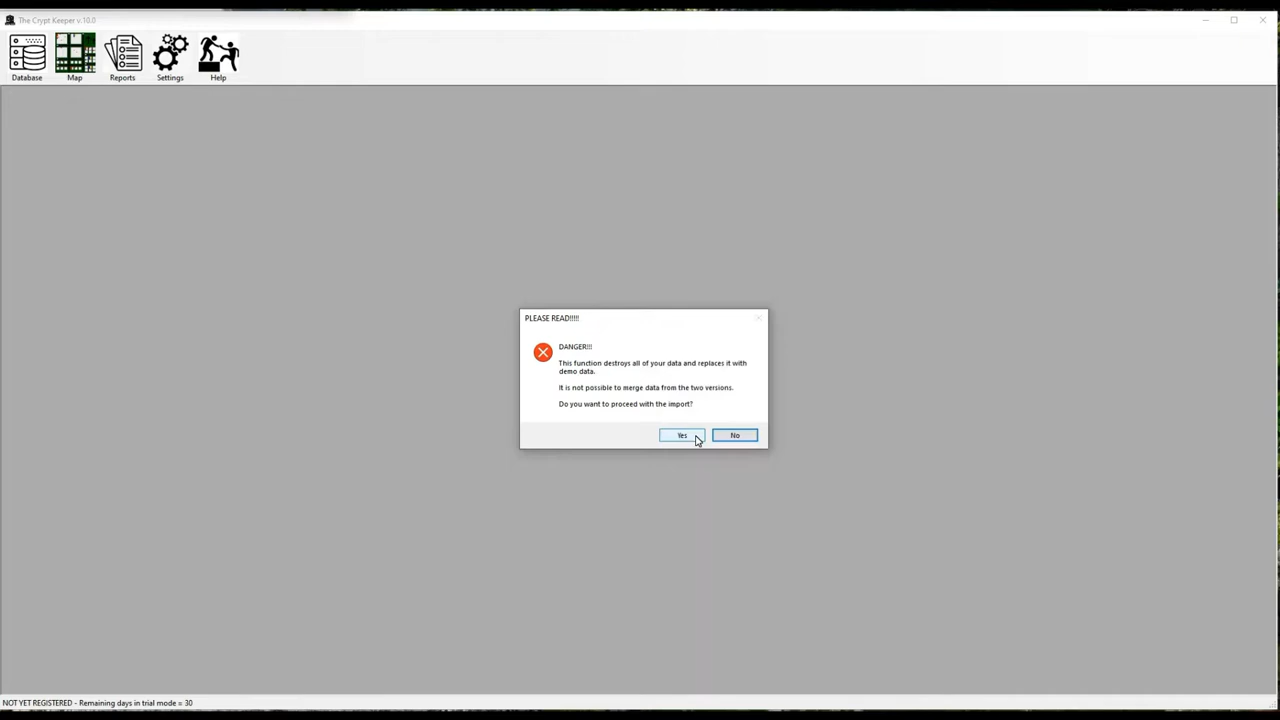 The Crypt Keeper v.10.0
Database Map Reports Settings Help
PLEASE READ!!!!!
DANGER!!!
This function destroys all of your data and replaces it with
demo data.
It is not possible to merge data from the two versions.
Do you want to proceed with the import?
Yes No
NOT YET REGISTERED - Remaining days in trial mode = 30